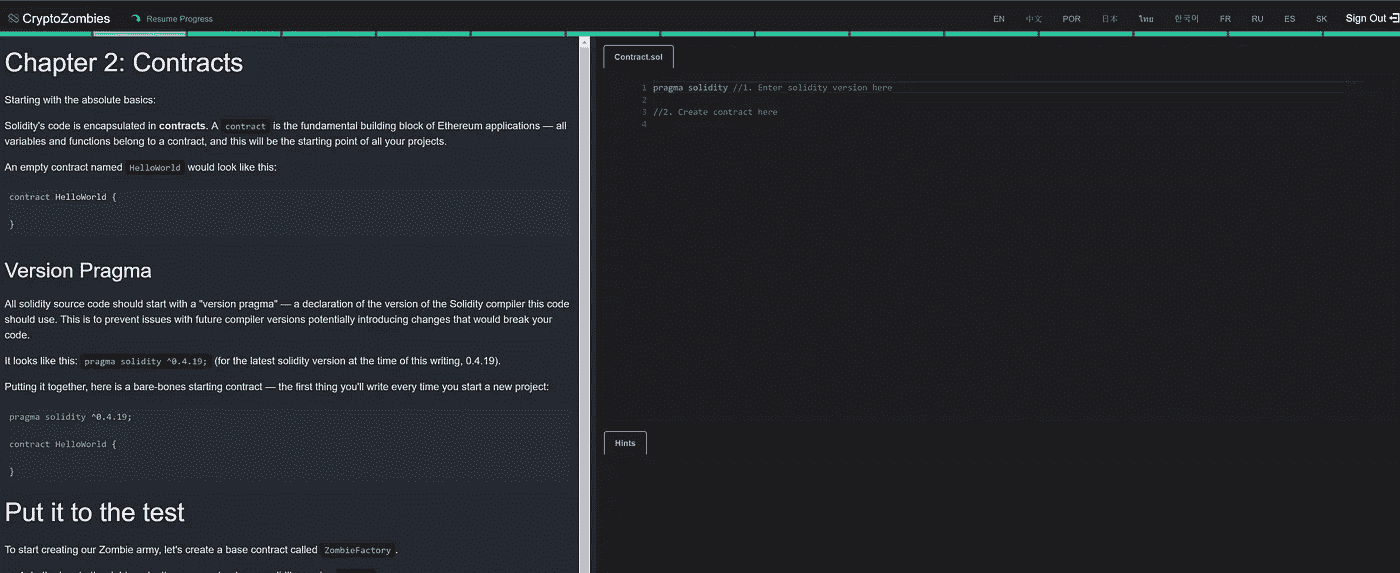 CryptoZombies Resume Progress EN 中文 POR 日本 ไทย 한국어 FR RU ES SK Sign Out
Chapter 2: Contracts
Starting with the absolute basics:
Solidity's code is encapsulated in contracts. A contract is the fundamental building block of Ethereum applications — all
variables and functions belong to a contract, and this will be the starting point of all your projects.
An empty contract named HelloWorld would look like this:
contract HelloWorld {
}
Version Pragma
All solidity source code should start with a "version pragma" — a declaration of the version of the Solidity compiler this code
should use. This is to prevent issues with future compiler versions potentially introducing changes that would break your
code.
It looks like this: pragma solidity ^0.4.19; (for the latest solidity version at the time of this writing, 0.4.19).
Putting it together, here is a bare-bones starting contract — the first thing you'll write every time you start a new project:
pragma solidity ^0.4.19;
contract HelloWorld {
}
Put it to the test
To start creating our Zombie army, let's create a base contract called ZombieFactory .
Contract.sol
1 pragma solidity //1. Enter solidity version here
2
3 //2. Create contract here
4
Hints